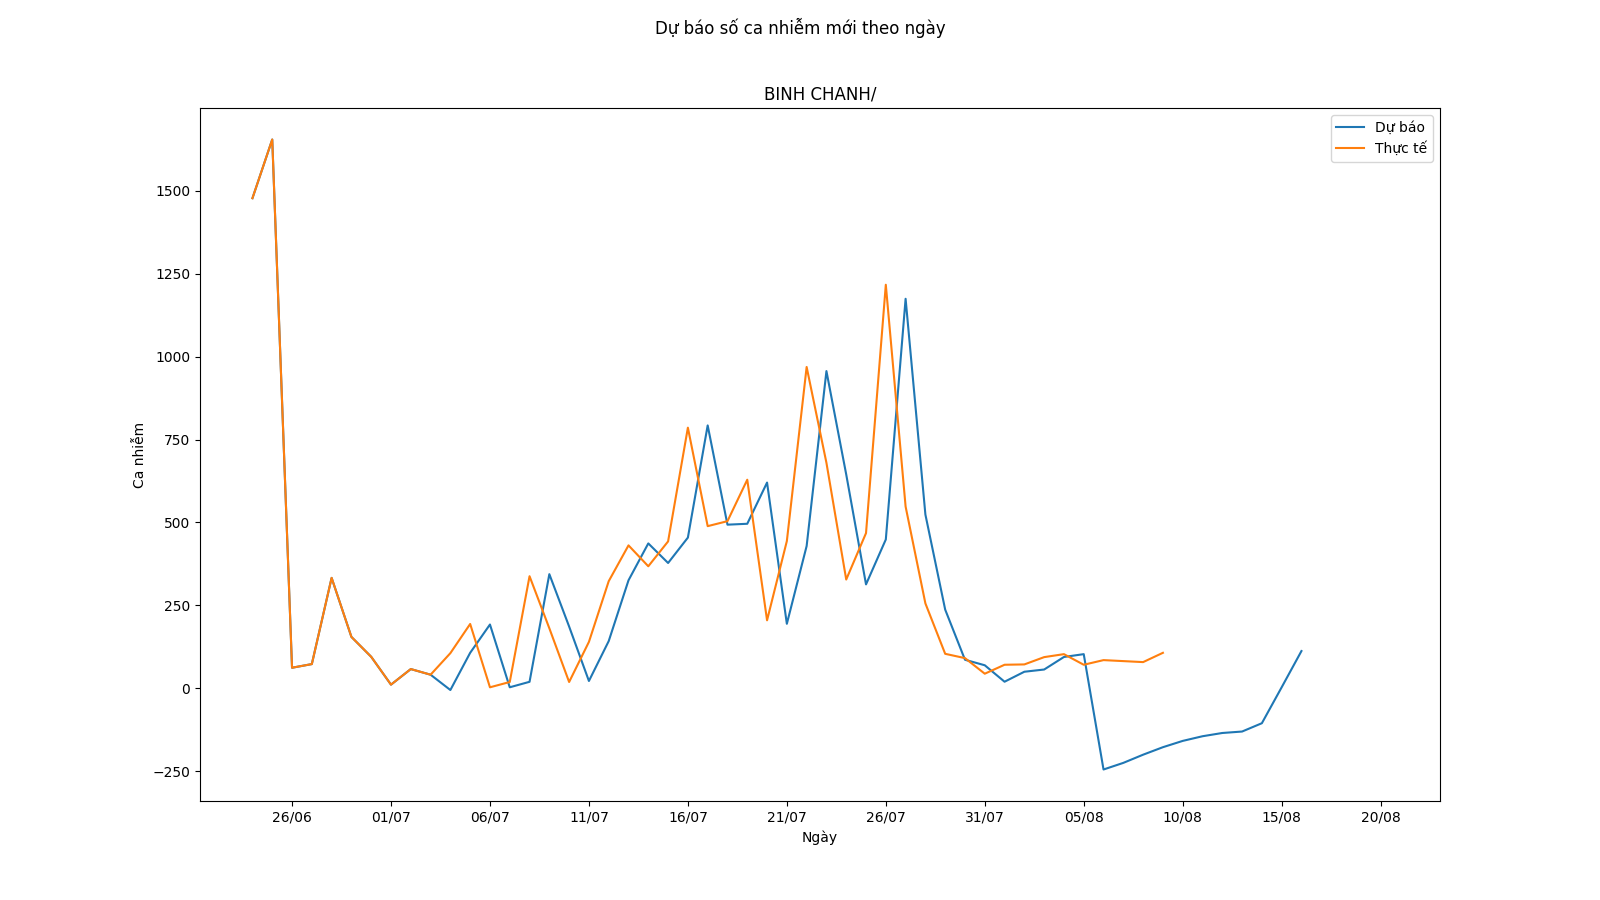 Dự báo số ca nhiễm mới theo ngày
BINH CHANH/
Dự báo
Thực tế
1500
1250
1000
750
500
250
0
−250
Ca nhiễm
26/06 01/07 06/07 11/07 16/07 21/07 26/07 31/07 05/08 10/08 15/08 20/08
Ngày